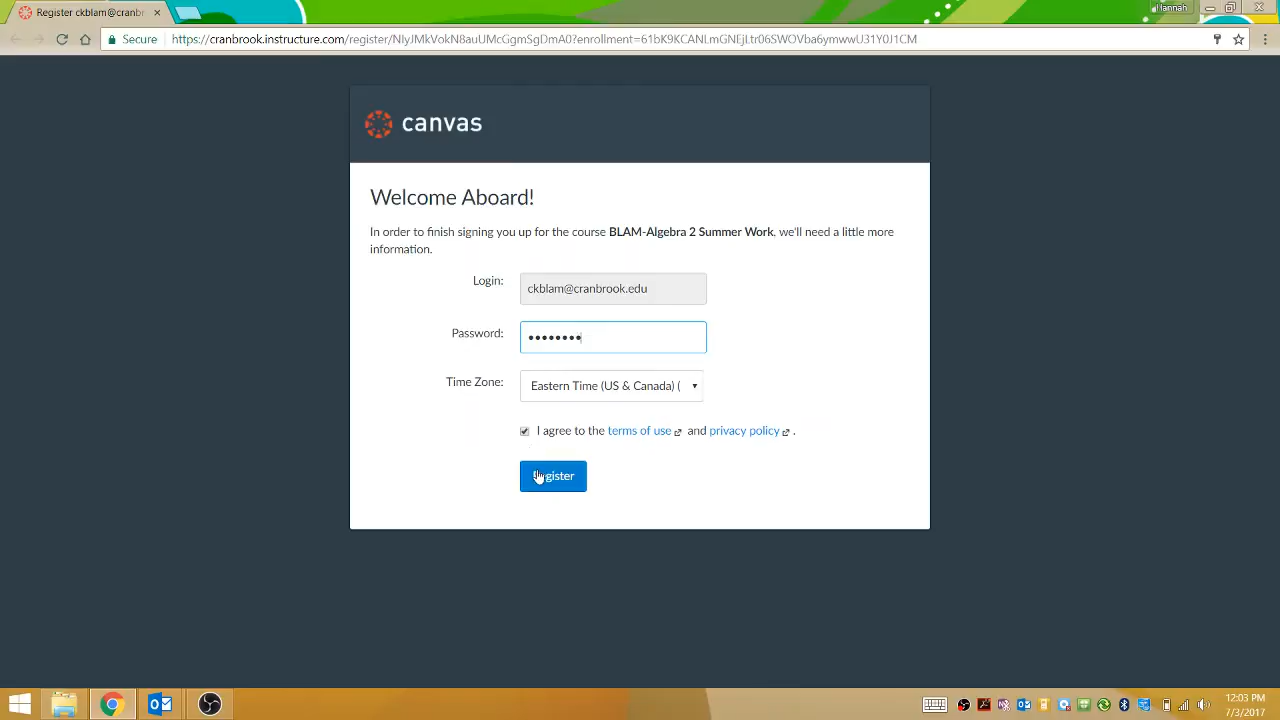 Register ckblam@cranb
Hannah
Secure
https://cranbrook.instructure.com/register/NIyJMkVokN8auUMcGgmSgDrA0?enrollment=61bK9KCANLmGNEjLtr06SWOVba6ymwwU31Y0J1CM
canvas
Welcome Aboard!
In order to finish signing you up for the course BLAM-Algebra 2 Summer Work, we'll need a little more
information.
Login:
ckblam@cranbrook.edu
Password:
Time Zone:
Eastern Time (US & Canada) (
I agree to the terms of use and privacy policy .
Register
12:03 PM
7/3/2017